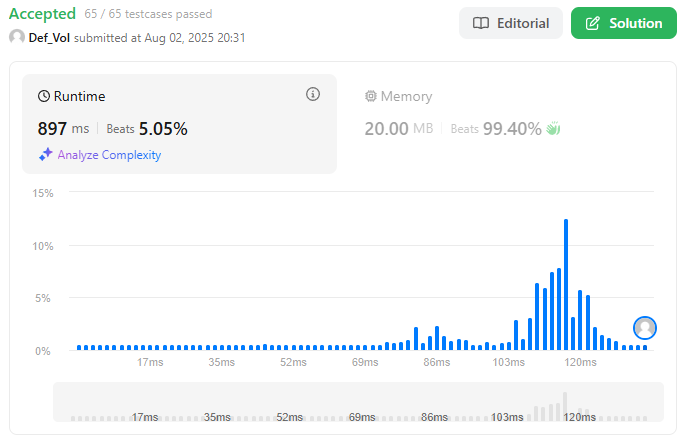 Accepted 65 / 65 testcases passed
Editorial
Solution
Def_Vol submitted at Aug 02, 2025 20:31
Runtime
897 ms | Beats 5.05%
Analyze Complexity
Memory
20.00 MB | Beats 99.40%
15%
10%
5%
0%
17ms 35ms 52ms 69ms 86ms 103ms 120ms
17ms 35ms 52ms 69ms 86ms 103ms 120ms